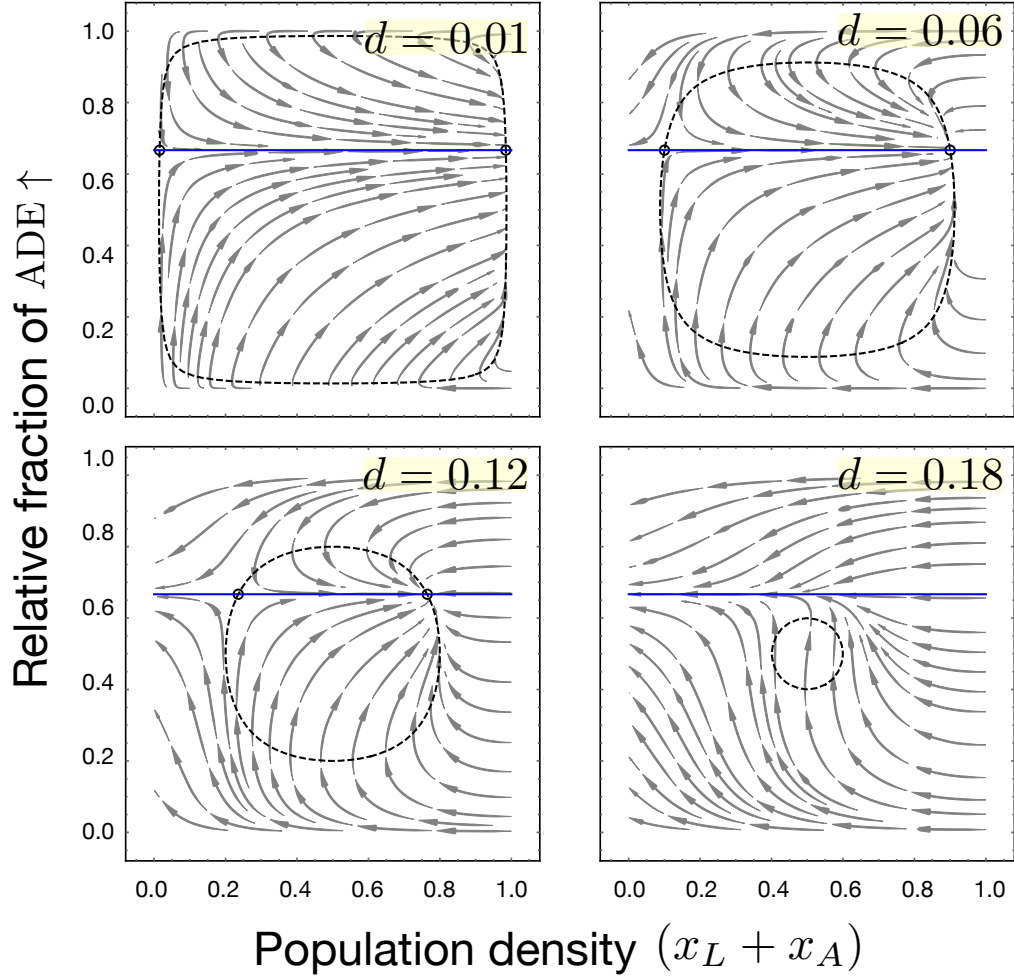 d = 0.01
d = 0.06
1.0
0.8
0.6
0.4
0.2
0.0
d = 0.12
d = 0.18
1.0
0.8
0.6
0.4
0.2
0.0
0.0 0.2 0.4 0.6 0.8 1.0
0.0 0.2 0.4 0.6 0.8 1.0
Relative fraction of ADE ↑
Population density (x_L + x_A)